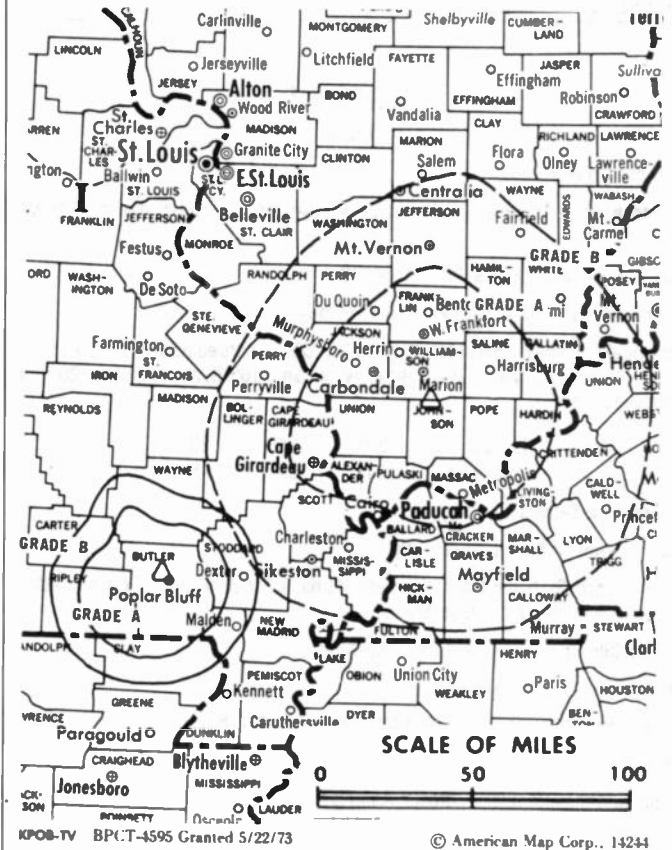 CALHOUN
Carlinville
MONTGOMERY
Shelbyville
CUMBER-
LAND
LINCOLN
Jerseyville
JERSEY
Litchfield
FAYETTE
Effingham
EFFINGHAM
JASPER
Robinson
CRAWFORD
Alton
Wood River
MADISON
BOND
Vandalia
St.
Charles
ST.
CHAR-
LES
St. Louis
Granite City
E.St.Louis
CLINTON
MARION
Salem
CLAY
Flora
RICHLAND
Olney
LAWRENCE
Lawrence-
ville
Ballwin
ST. LOUIS
Belleville
ST. CLAIR
Centralia
WAYNE
WABASH
EDWARDS
Mt.
Carmel
FRANKLIN
JEFFERSON
Festus
MONROE
WASHINGTON
JEFFERSON
Mt. Vernon
Fairfield
GRADE B
WASH-
INGTON
De Soto
RANDOLPH
PERRY
Du Quoin
HAMIL-
TON
WHITE
POSEY
Mt.
Vernon
STE.
GENEVIEVE
Murphysboro
JACKSON
FRANK-
LIN
GRADE A
W. Frankfort
Farmington
ST.
FRANCOIS
PERRY
Perryville
Herrin
WILLIAM-
SON
SALINE
Harrisburg
GALLATIN
UNION
IRON
MADISON
Carbondale
Marion
REYNOLDS
BOL-
LINGER
CAPE
GIRARDEAU
UNION
JOHN-
SON
POPE
HARDIN
CRITTENDEN
WAYNE
Cape
Girardeau
ALEXAN-
DER
PULASKI
MASSAC
Metropolis
LIVING-
STON
CALD-
WELL
SCOTT
Cairo
Paducah
CARTER
GRADE B
BUTLER
STODDARD
Charleston
MISSIS-
SIPPI
BALLARD
CRACKEN
MAR-
SHALL
LYON
RIPLEY
Poplar Bluff
Dexter
Sikeston
CAR-
LISLE
GRAVES
TRIGG
GRADE A
Malden
NEW
MADRID
HICK-
MAN
Mayfield
CALLOWAY
CLAY
FULTON
Murray
STEWART
LAKE
HENRY
GREENE
PEMISCOT
Kennett
OBION
Union City
WEAKLEY
Paris
HOUSTON
Paragould
DUNKLIN
Caruthersville
DYER
BEN-
TON
CRAIGHEAD
Jonesboro
Blytheville
MISSISSIPPI
LAUDER
SCALE OF MILES
0 50 100
KPOB-TV BPCT-4595 Granted 5/22/73
© American Map Corp., 14244